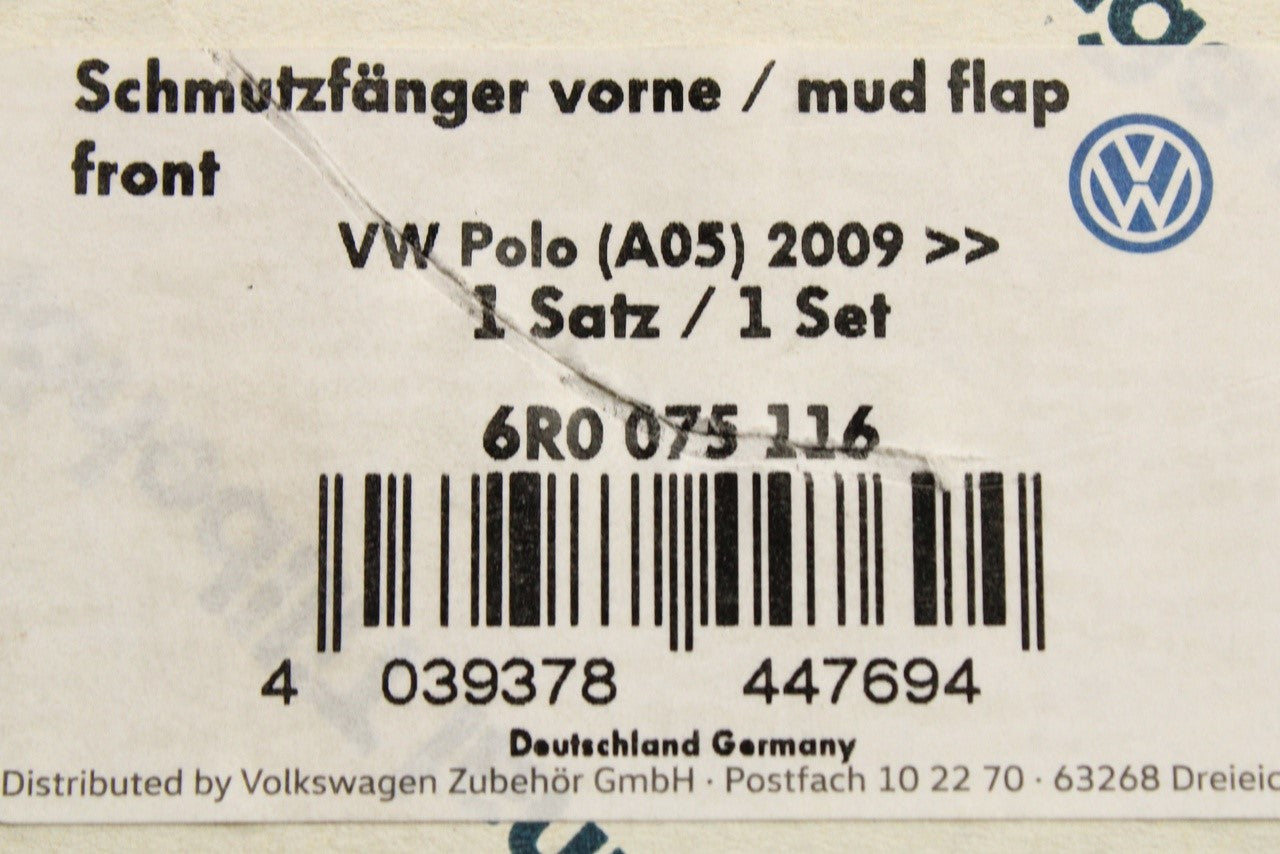 Schmutzfänger vorne / mud flap
front
VW Polo (A05) 2009 >>
1 Satz / 1 Set
6R0 075 116
4 039378 447694
Deutschland Germany
Distributed by Volkswagen Zubehör GmbH · Postfach 10 22 70 · 63268 Dreieic